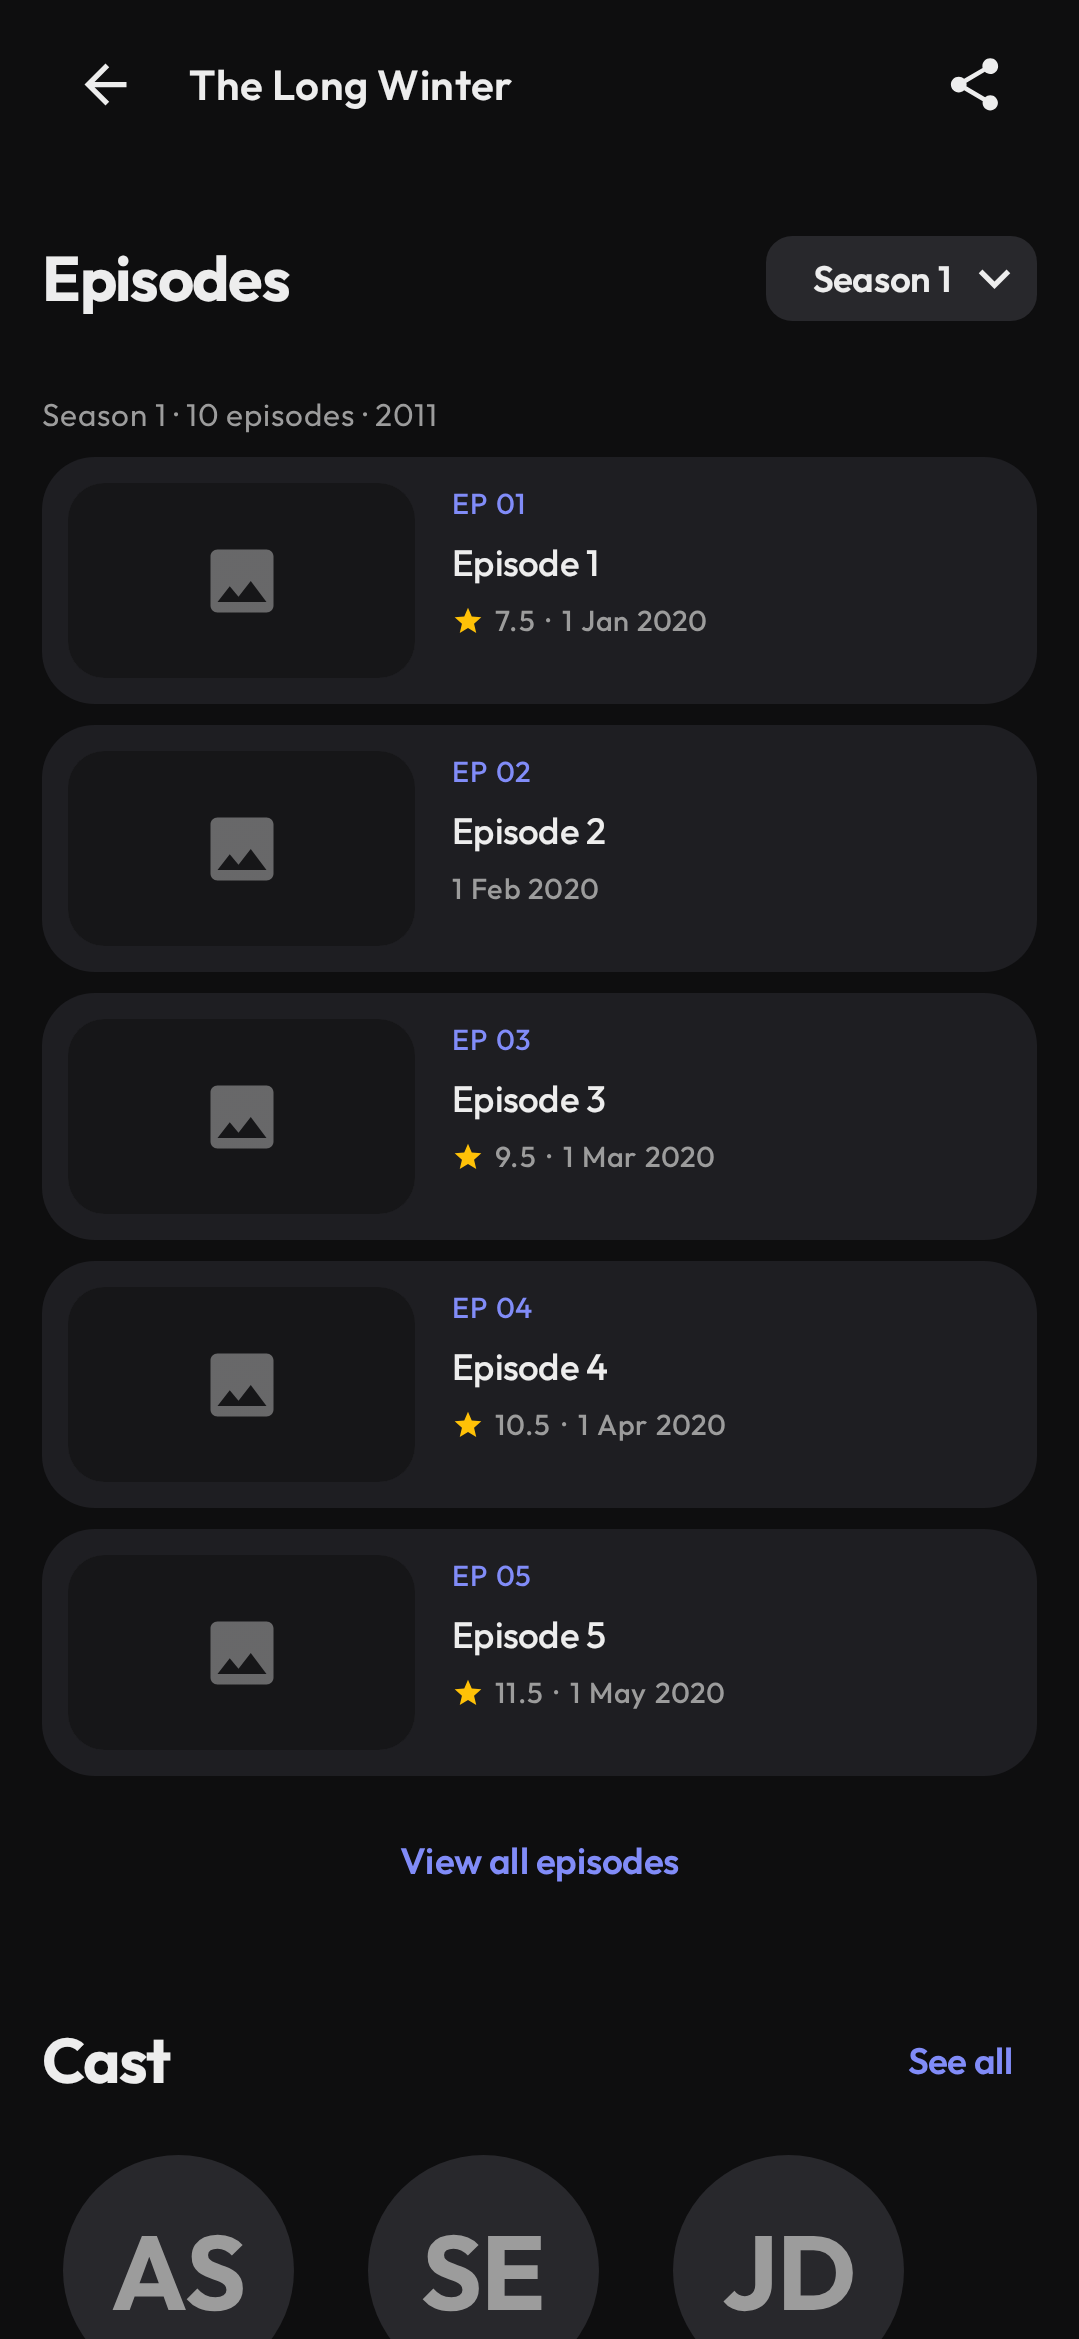 The Long Winter
Episodes
Season 1
Season 1 · 10 episodes · 2011
EP 01
Episode 1
7.5 · 1 Jan 2020
EP 02
Episode 2
1 Feb 2020
EP 03
Episode 3
9.5 · 1 Mar 2020
EP 04
Episode 4
10.5 · 1 Apr 2020
EP 05
Episode 5
11.5 · 1 May 2020
View all episodes
Cast
See all
AS
SE
JD